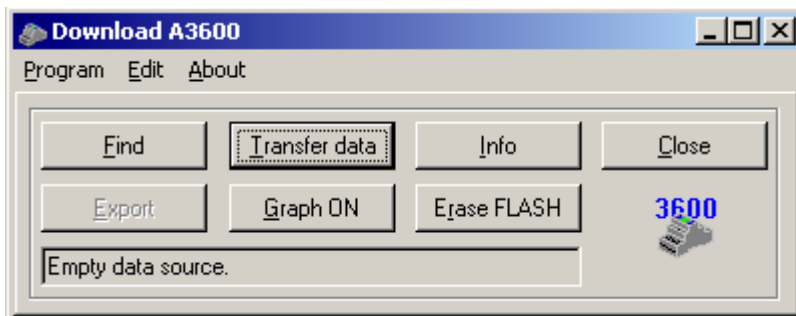 Download A3600
Program Edit About
Find Transfer data Info Close
Export Graph ON Erase FLASH 3600
Empty data source.